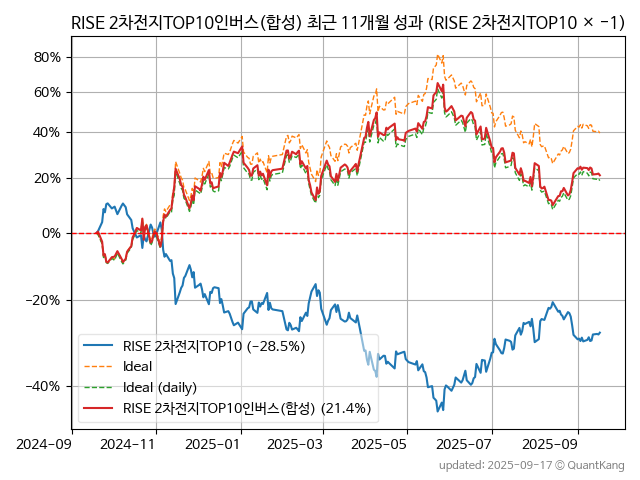 RISE 2차전지TOP10인버스(합성) 최근 11개월 성과 (RISE 2차전지TOP10 × −1)
80%
60%
40%
20%
0%
−20%
−40%
RISE 2차전지TOP10 (−28.5%)
Ideal
Ideal (daily)
RISE 2차전지TOP10인버스(합성) (21.4%)
2024-09
2024-11
2025-01
2025-03
2025-05
2025-07
2025-09
updated: 2025-09-17 © QuantKang